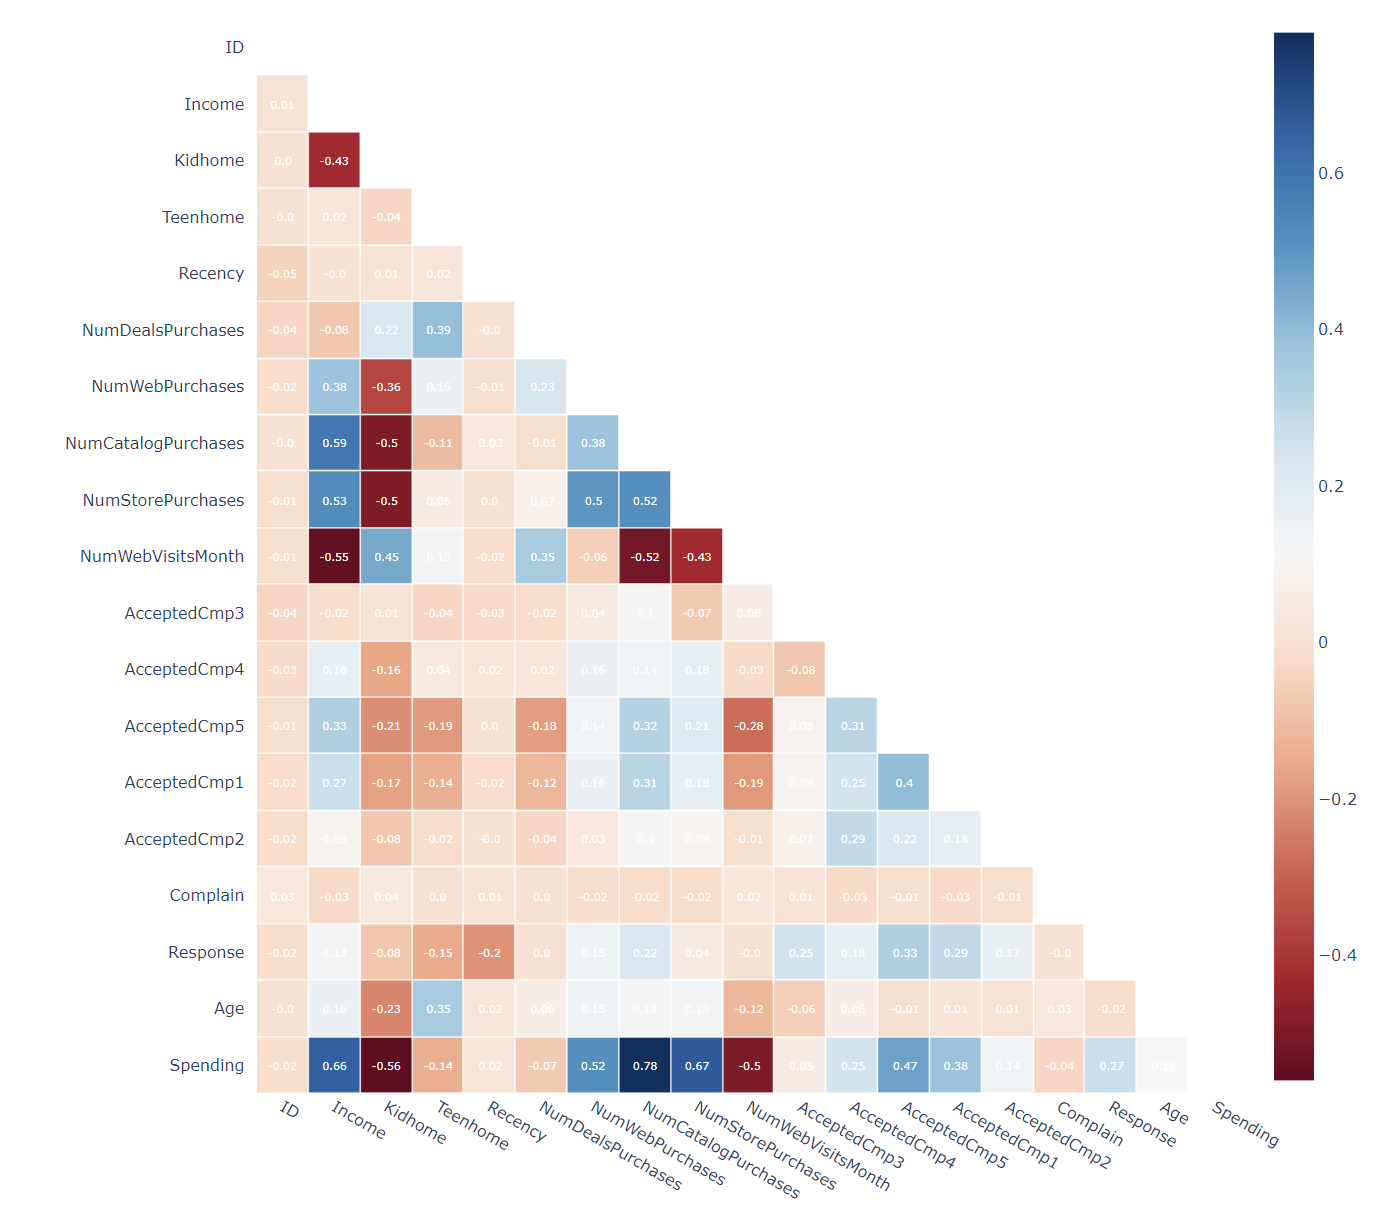 ID
Income 0.01
Kidhome 0.0 -0.43
Teenhome -0.0 0.02 -0.04
Recency -0.05 -0.0 0.01 0.02
NumDealsPurchases -0.04 -0.08 0.22 0.39 -0.0
NumWebPurchases -0.02 0.38 -0.36 0.16 -0.01 0.23
NumCatalogPurchases -0.0 0.59 -0.5 -0.11 0.03 -0.01 0.38
NumStorePurchases -0.01 0.53 -0.5 0.05 0.0 0.07 0.5 0.52
NumWebVisitsMonth -0.01 -0.55 0.45 0.13 -0.02 0.35 -0.06 -0.52 -0.43
AcceptedCmp3 -0.04 -0.02 0.01 -0.04 -0.03 -0.02 0.04 0.1 -0.07 0.06
AcceptedCmp4 -0.03 0.18 -0.16 0.04 0.02 0.02 0.16 0.14 0.18 -0.03 -0.08
AcceptedCmp5 -0.01 0.33 -0.21 -0.19 0.0 -0.18 0.14 0.32 0.21 -0.28 0.08 0.31
AcceptedCmp1 -0.02 0.27 -0.17 -0.14 -0.02 -0.12 0.16 0.31 0.18 -0.19 0.09 0.25 0.4
AcceptedCmp2 -0.02 0.09 -0.08 -0.02 -0.0 -0.04 0.03 0.1 0.09 -0.01 0.07 0.29 0.22 0.18
Complain 0.03 -0.03 0.04 0.0 0.01 0.0 -0.02 -0.02 -0.02 0.02 0.01 -0.03 -0.01 -0.03 -0.01
Response -0.02 0.13 -0.08 -0.15 -0.2 0.0 0.15 0.22 0.04 -0.0 0.25 0.18 0.33 0.29 0.17 -0.0
Age -0.0 0.16 -0.23 0.35 0.02 0.06 0.15 0.12 0.13 -0.12 -0.06 0.06 -0.01 0.01 0.01 0.03 -0.02
Spending -0.02 0.66 -0.56 -0.14 0.02 -0.07 0.52 0.78 0.67 -0.5 0.05 0.25 0.47 0.38 0.14 -0.04 0.27 0.11
ID Income Kidhome Teenhome Recency NumDealsPurchases NumWebPurchases NumCatalogPurchases NumStorePurchases NumWebVisitsMonth AcceptedCmp3 AcceptedCmp4 AcceptedCmp5 AcceptedCmp1 AcceptedCmp2 Complain Response Age Spending
0.6
0.4
0.2
0
−0.2
−0.4